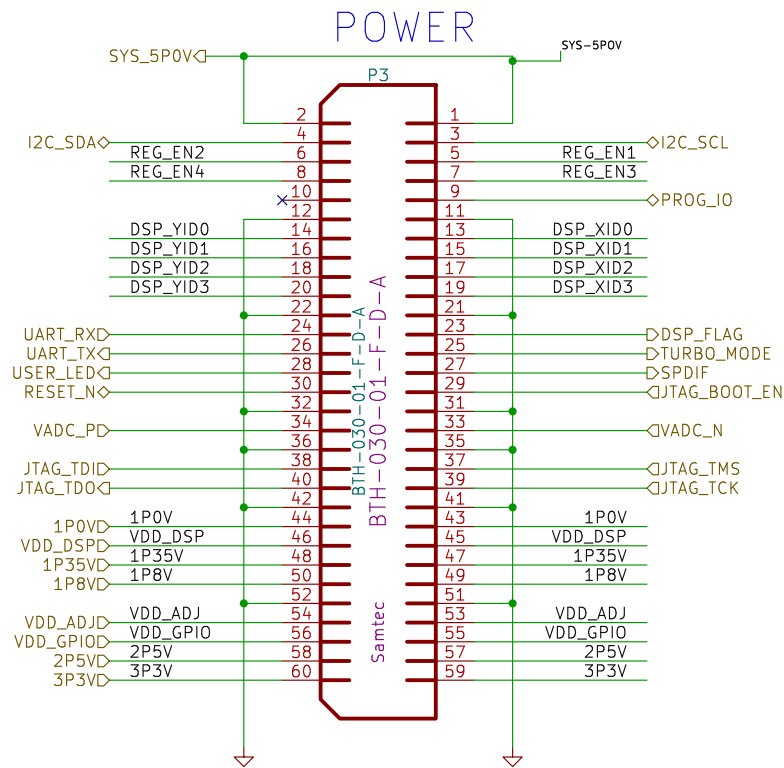 POWER
SYS_5P0V
SYS-5P0V
P3
2 1
I2C_SDA 4 3 I2C_SCL
REG_EN2 6 5 REG_EN1
REG_EN4 8 7 REG_EN3
10 9 PROG_IO
12 11
DSP_YID0 14 13 DSP_XID0
DSP_YID1 16 15 DSP_XID1
DSP_YID2 18 17 DSP_XID2
DSP_YID3 20 19 DSP_XID3
22 21
UART_RX 24 23 DSP_FLAG
UART_TX 26 25 TURBO_MODE
USER_LED 28 27 SPDIF
RESET_N 30 29 JTAG_BOOT_EN
32 31
VADC_P 34 33 VADC_N
36 35
JTAG_TDI 38 37 JTAG_TMS
JTAG_TDO 40 39 JTAG_TCK
42 41
1P0V 1P0V 44 43 1P0V
VDD_DSP VDD_DSP 46 45 VDD_DSP
1P35V 1P35V 48 47 1P35V
1P8V 1P8V 50 49 1P8V
52 51
VDD_ADJ VDD_ADJ 54 53 VDD_ADJ
VDD_GPIO VDD_GPIO 56 55 VDD_GPIO
2P5V 2P5V 58 57 2P5V
3P3V 3P3V 60 59 3P3V
BTH-030-01-F-D-A
BTH-030-01-F-D-A
Samtec